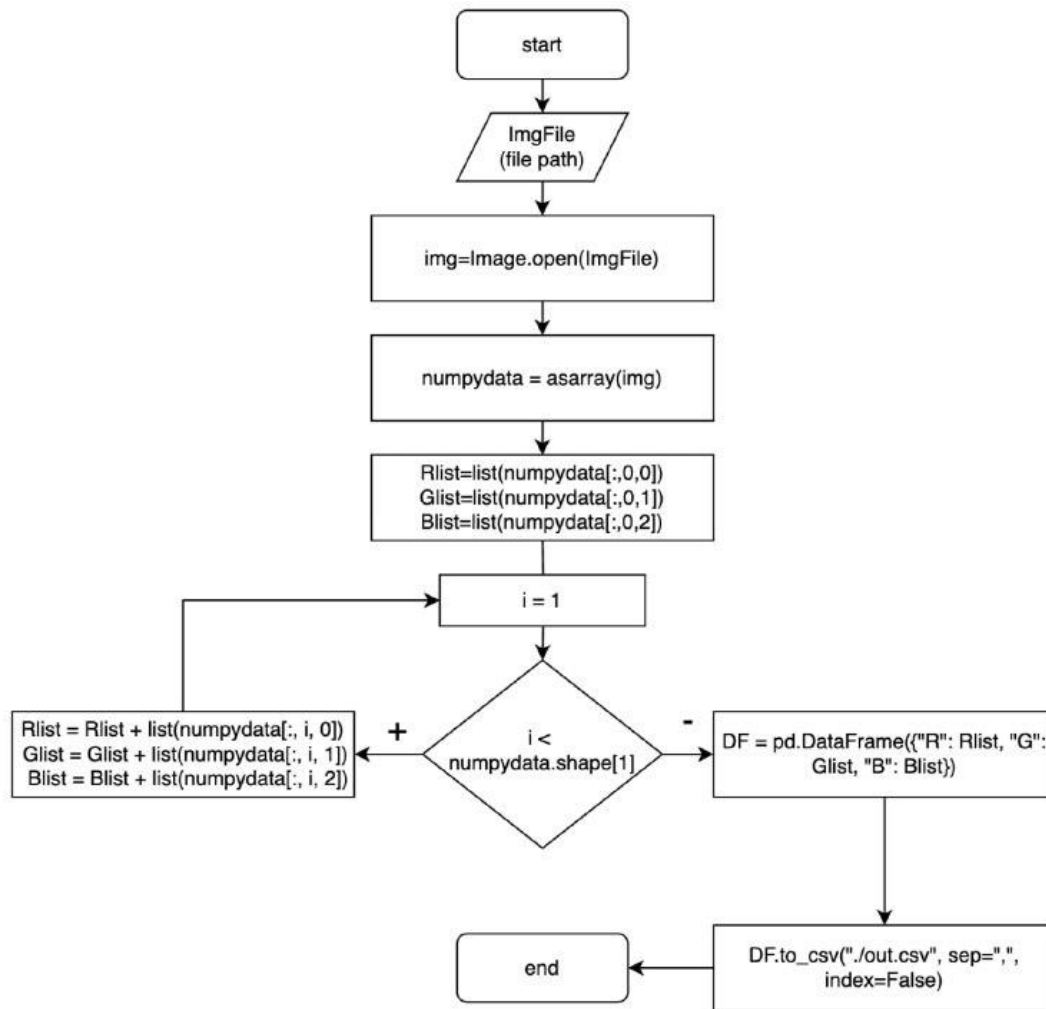 start
ImgFile
(file path)
img=Image.open(ImgFile)
numpydata = asarray(img)
Rlist=list(numpydata[:,0,0])
Glist=list(numpydata[:,0,1])
Blist=list(numpydata[:,0,2])
i = 1
i <
numpydata.shape[1]
+
Rlist = Rlist + list(numpydata[:, i, 0])
Glist = Glist + list(numpydata[:, i, 1])
Blist = Blist + list(numpydata[:, i, 2])
-
DF = pd.DataFrame({"R": Rlist, "G":
Glist, "B": Blist})
DF.to_csv("./out.csv", sep=",",
index=False)
end